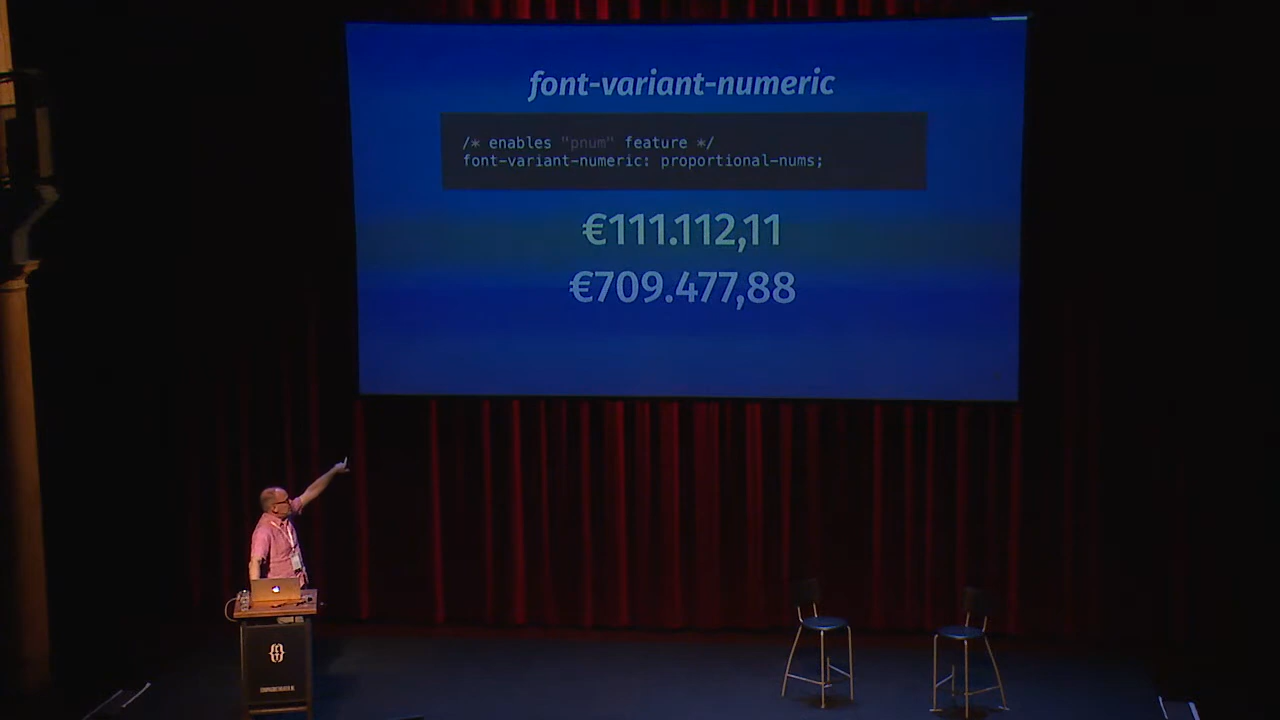 font-variant-numeric
/* enables "pnum" feature */
font-variant-numeric: proportional-nums;
€111.112,11
€709.477,88